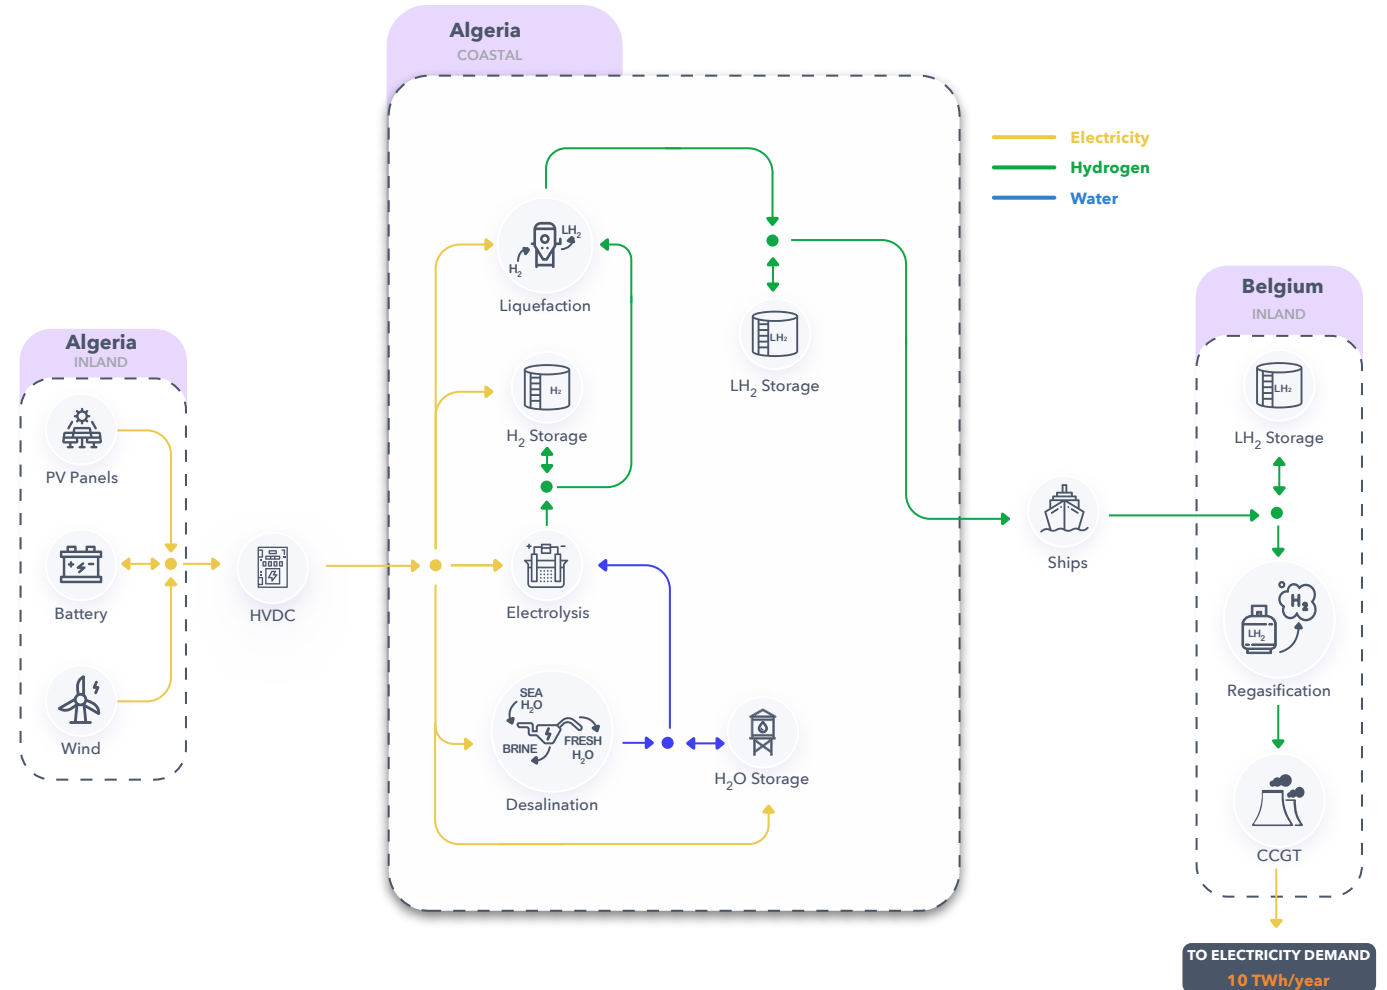 Algeria
COASTAL
Electricity
Hydrogen
Water
LH2
H2
Liquefaction
LH2
LH2 Storage
H2
H2 Storage
Electrolysis
SEA
H2O
BRINE
FRESH
H2O
Desalination
H2O Storage
Algeria
INLAND
PV Panels
Battery
Wind
HVDC
Ships
Belgium
INLAND
LH2
LH2 Storage
H2
LH2
Regasification
CCGT
TO ELECTRICITY DEMAND
10 TWh/year